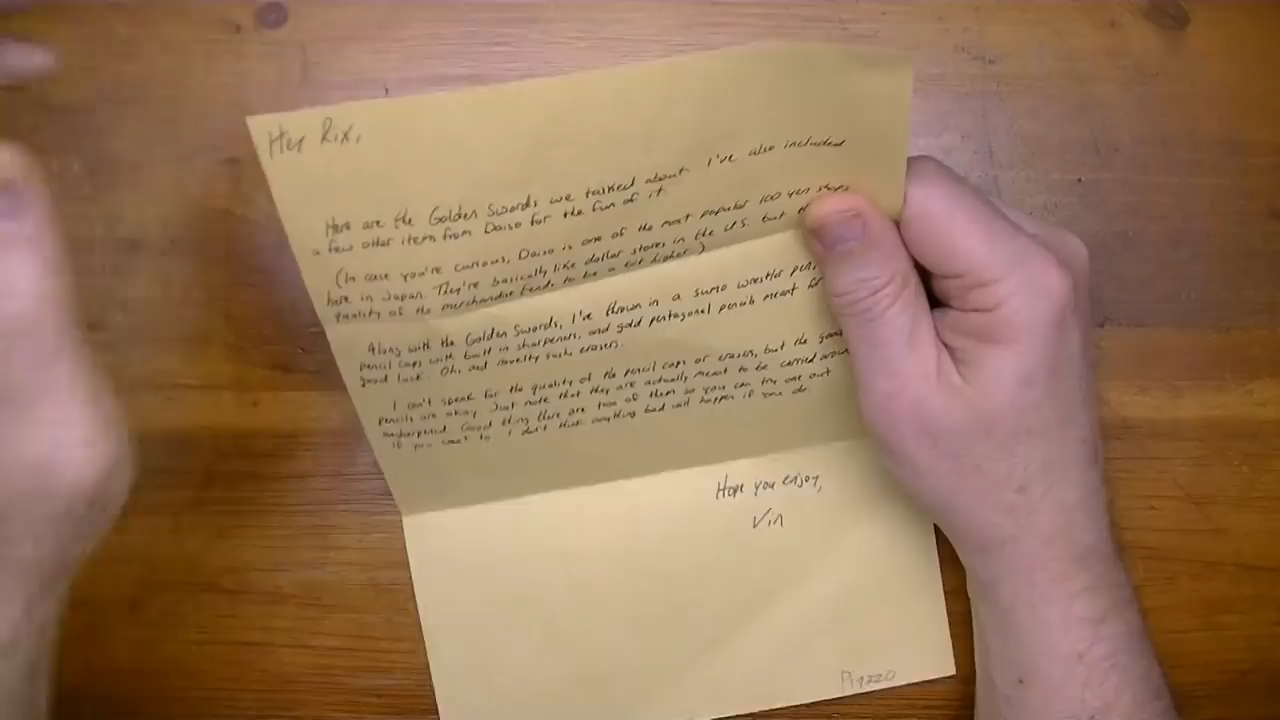 Hey Rix,
Here are the Golden Swords we talked about. I've also included
a few other items from Daiso for the fun of it.
(In case you're curious, Daiso is one of the most popular 100 yen shops
here in Japan. They're basically like dollar stores in the U.S. but
quality of the merchandise tends to be a bit higher.)
Along with the Golden Swords, I've thrown in a sumo wrestler
pencil caps with built in sharpeners, and gold pentagonal pencils meant for
good luck. Oh, and novelty sushi erasers.
I can't speak for the quality of the pencil caps or erasers, but the
pencils are okay. Just note that they are actually meant to be carried
unsharpened. Good thing there are two of them so you can try one out
if you want to. I don't think anything bad will happen if you do.
Hope you enjoy,
Vin